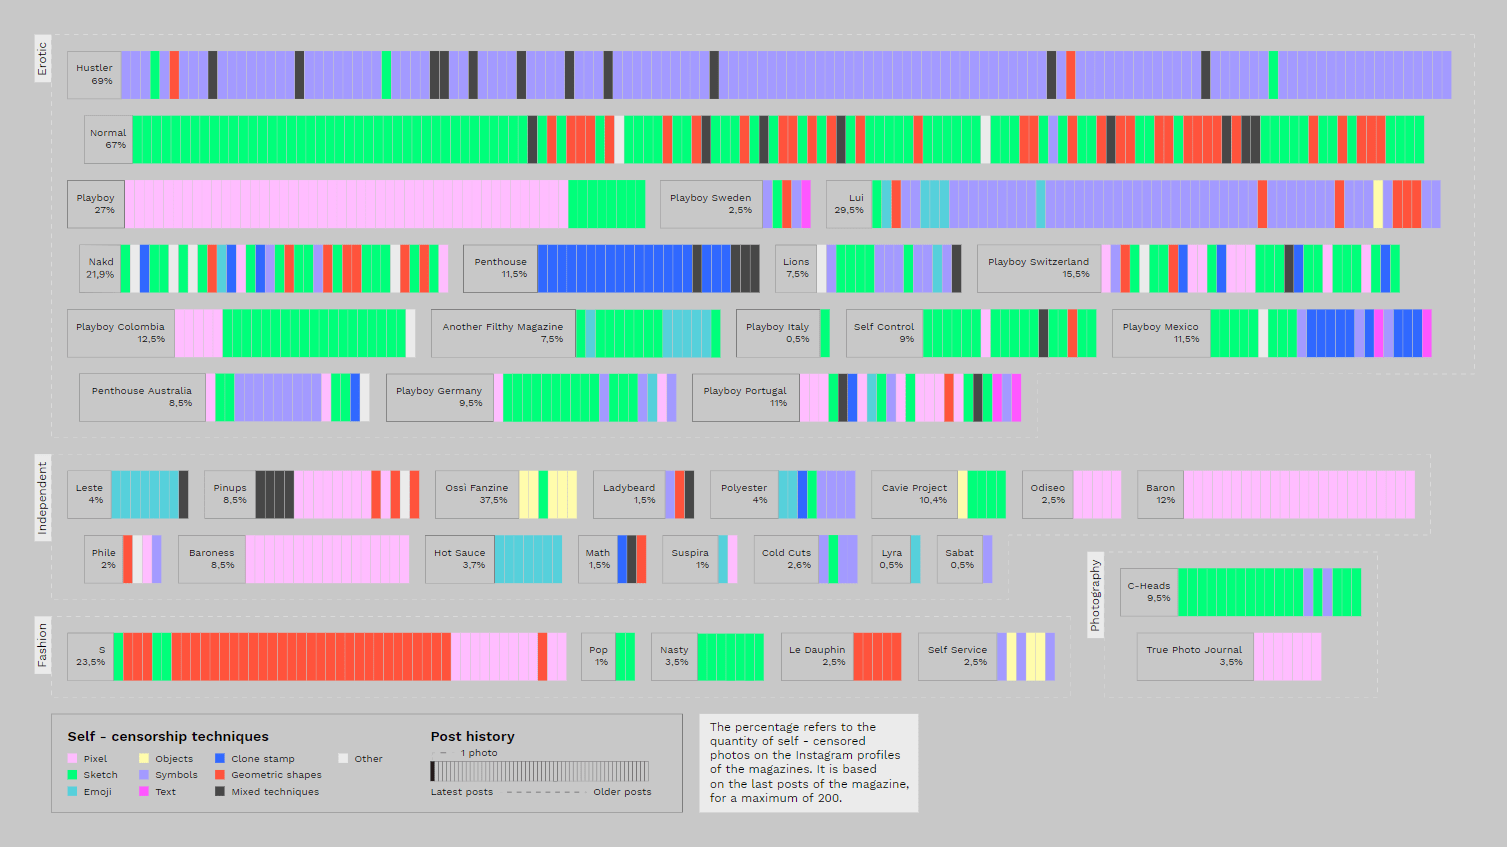 Erotic
Hustler
69%
Normal
67%
Playboy
27%
Playboy Sweden
2,5%
Lui
29,5%
Nakd
21,9%
Penthouse
11,5%
Lions
7,5%
Playboy Switzerland
15,5%
Playboy Colombia
12,5%
Another Filthy Magazine
7,5%
Playboy Italy
0,5%
Self Control
9%
Playboy Mexico
11,5%
Penthouse Australia
8,5%
Playboy Germany
9,5%
Playboy Portugal
11%
Independent
Leste
4%
Pinups
8,5%
Ossì Fanzine
37,5%
Ladybeard
1,5%
Polyester
4%
Cavie Project
10,4%
Odiseo
2,5%
Baron
12%
Phile
2%
Baroness
8,5%
Hot Sauce
3,7%
Math
1,5%
Suspira
1%
Cold Cuts
2,6%
Lyra
0,5%
Sabat
0,5%
Photography
C-Heads
9,5%
True Photo Journal
3,5%
Fashion
S
23,5%
Pop
1%
Nasty
3,5%
Le Dauphin
2,5%
Self Service
2,5%
Self - censorship techniques
Pixel
Objects
Clone stamp
Other
Sketch
Symbols
Geometric shapes
Emoji
Text
Mixed techniques
Post history
1 photo
Latest posts
Older posts
The percentage refers to the
quantity of self - censored
photos on the Instagram profiles
of the magazines. It is based
on the last posts of the magazine,
for a maximum of 200.